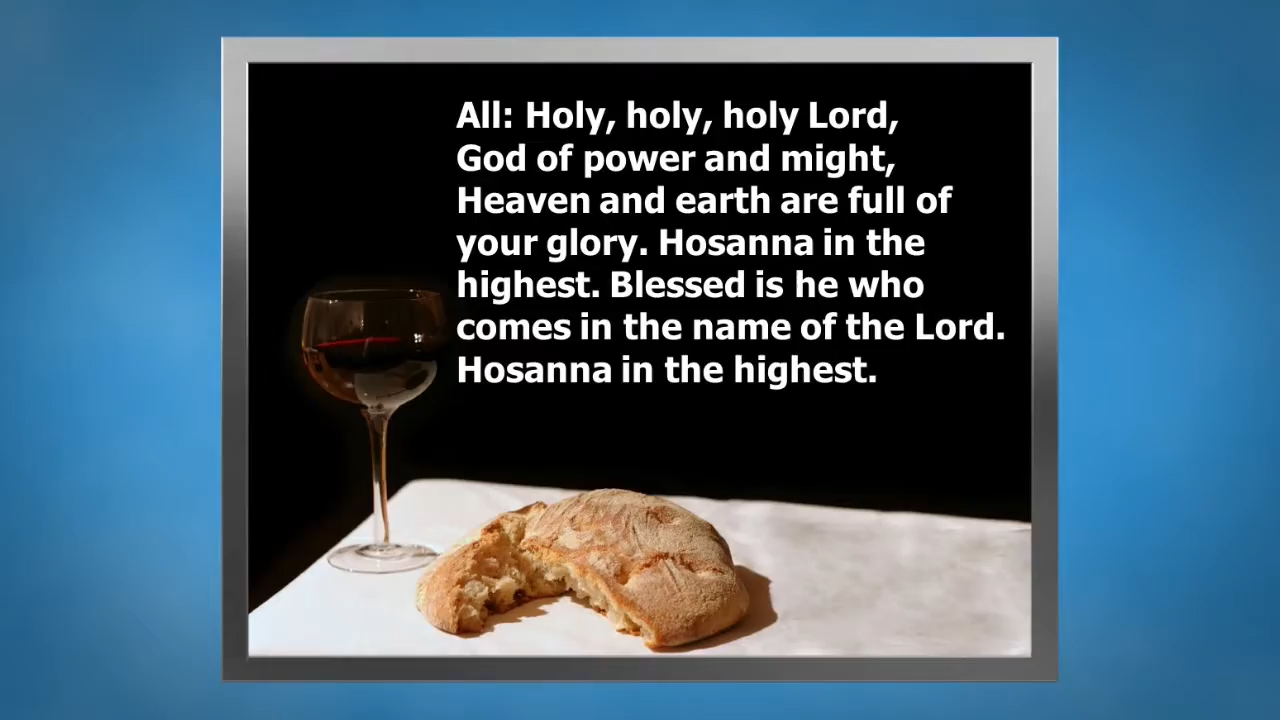 All: Holy, holy, holy Lord,
God of power and might,
Heaven and earth are full of
your glory. Hosanna in the
highest. Blessed is he who
comes in the name of the Lord.
Hosanna in the highest.